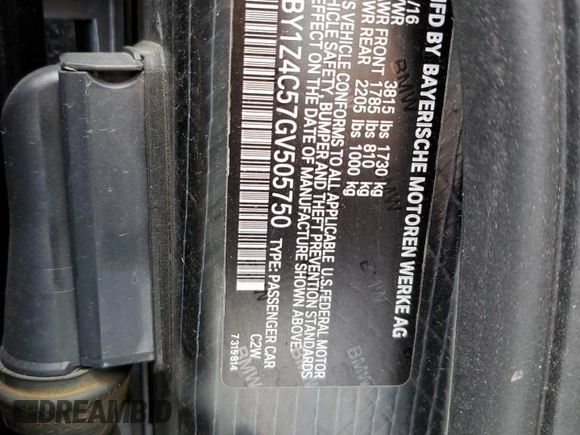 MFD BY BAYERISCHE MOTOREN WERKE AG
/16
GVWR 3815 lbs 1730 kg
GAWR FRONT 1785 lbs 810 kg
GAWR REAR 2205 lbs 1000 kg
THIS VEHICLE CONFORMS TO ALL APPLICABLE U.S.FEDERAL MOTOR
VEHICLE SAFETY, BUMPER AND THEFT PREVENTION STANDARDS
IN EFFECT ON THE DATE OF MANUFACTURE SHOWN ABOVE.
BY1Z4C57GV505750 TYPE: PASSENGER CAR
C2W
7315614
DREAMBID